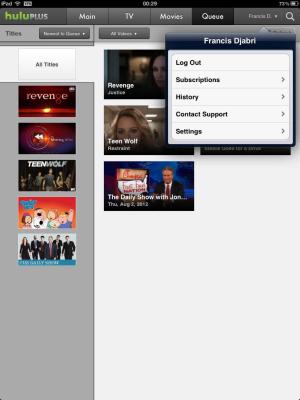 iPad 00:29 73%
huluPLUS Main TV Movies Queue Francis D.
Titles Newest to Queue All Videos
All Titles
Francis Djabri
Log Out
Subscriptions
History
Contact Support
Settings
revenge
Revenge
Justice
TEEN WOLF
Teen Wolf
Restraint
The Daily Show with Jon...
Thu, Aug 2, 2012